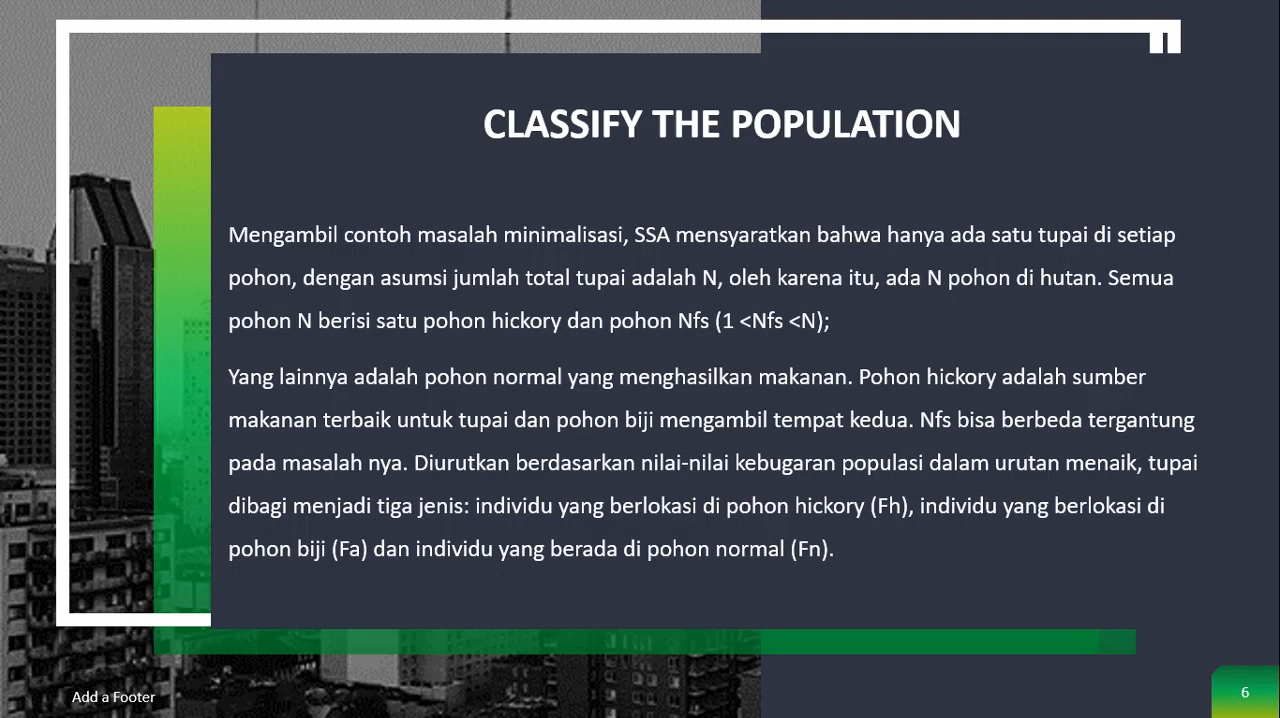 CLASSIFY THE POPULATION
Mengambil contoh masalah minimalisasi, SSA mensyaratkan bahwa hanya ada satu tupai di setiap
pohon, dengan asumsi jumlah total tupai adalah N, oleh karena itu, ada N pohon di hutan. Semua
pohon N berisi satu pohon hickory dan pohon Nfs (1 <Nfs <N);
Yang lainnya adalah pohon normal yang menghasilkan makanan. Pohon hickory adalah sumber
makanan terbaik untuk tupai dan pohon biji mengambil tempat kedua. Nfs bisa berbeda tergantung
pada masalah nya. Diurutkan berdasarkan nilai-nilai kebugaran populasi dalam urutan menaik, tupai
dibagi menjadi tiga jenis: individu yang berlokasi di pohon hickory (Fh), individu yang berlokasi di
pohon biji (Fa) dan individu yang berada di pohon normal (Fn).
Add a Footer
6